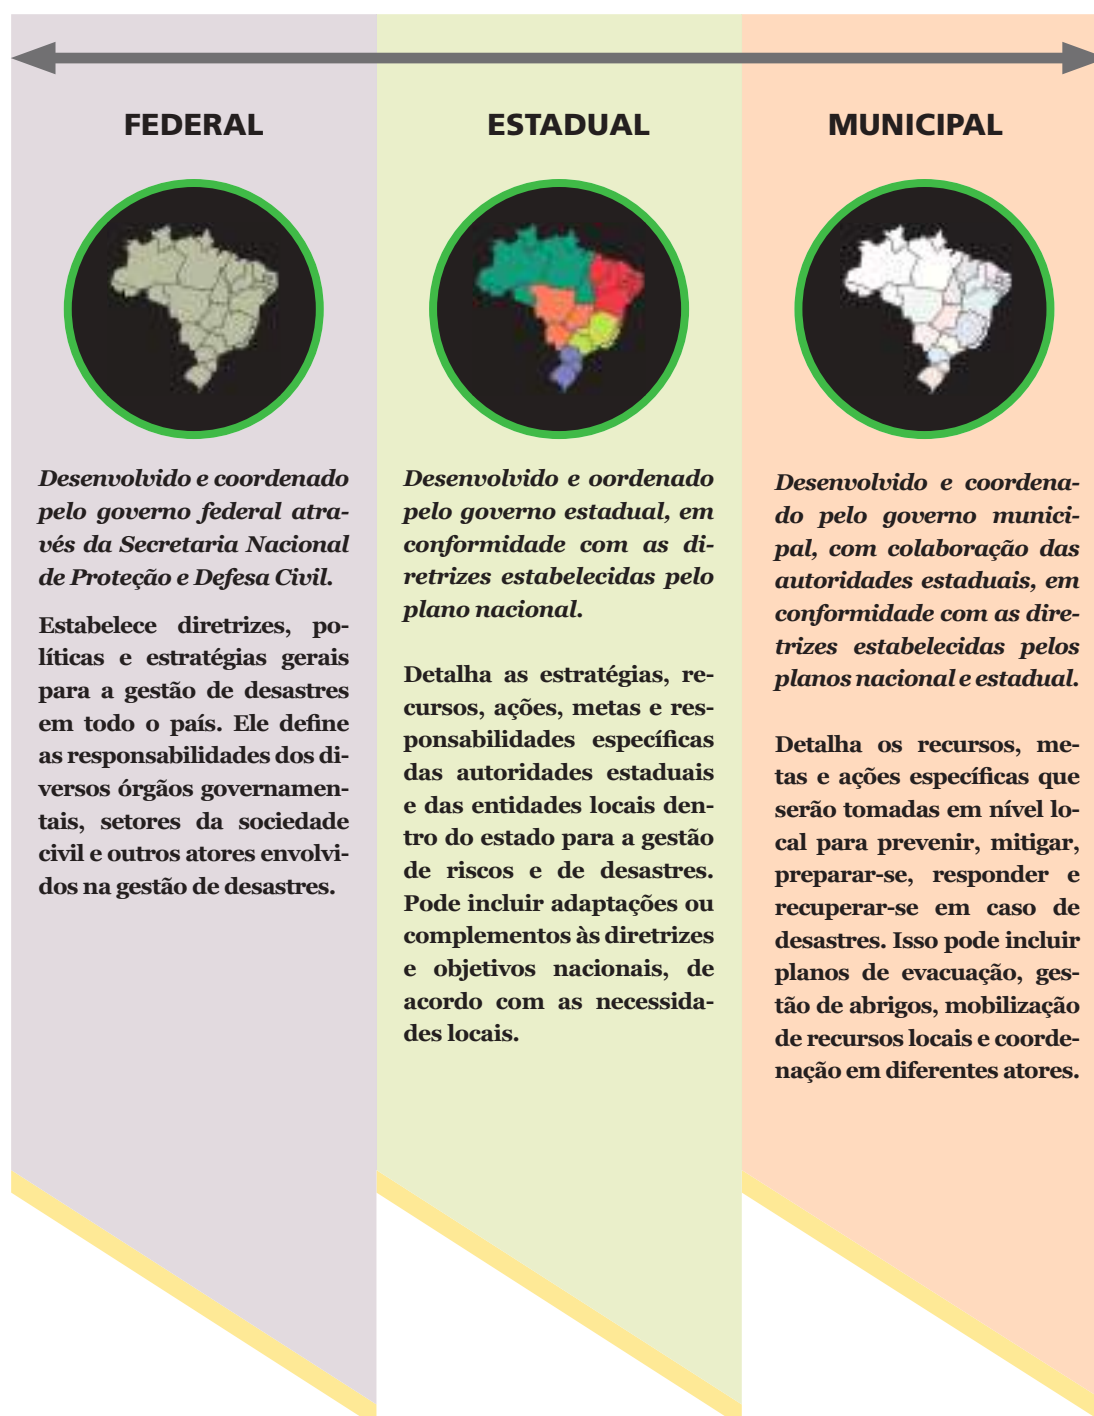 FEDERAL
Desenvolvido e coordenado
pelo governo federal atra-
vés da Secretaria Nacional
de Proteção e Defesa Civil.
Estabelece diretrizes, po-
líticas e estratégias gerais
para a gestão de desastres
em todo o país. Ele define
as responsabilidades dos di-
versos órgãos governamen-
tais, setores da sociedade
civil e outros atores envolvi-
dos na gestão de desastres.
ESTADUAL
Desenvolvido e oordenado
pelo governo estadual, em
conformidade com as di-
retrizes estabelecidas pelo
plano nacional.
Detalha as estratégias, re-
cursos, ações, metas e res-
ponsabilidades específicas
das autoridades estaduais
e das entidades locais den-
tro do estado para a gestão
de riscos e de desastres.
Pode incluir adaptações ou
complementos às diretrizes
e objetivos nacionais, de
acordo com as necessida-
des locais.
MUNICIPAL
Desenvolvido e coordena-
do pelo governo munici-
pal, com colaboração das
autoridades estaduais, em
conformidade com as dire-
trizes estabelecidas pelos
planos nacional e estadual.
Detalha os recursos, me-
tas e ações específicas que
serão tomadas em nível lo-
cal para prevenir, mitigar,
preparar-se, responder e
recuperar-se em caso de
desastres. Isso pode incluir
planos de evacuação, ges-
tão de abrigos, mobilização
de recursos locais e coorde-
nação em diferentes atores.